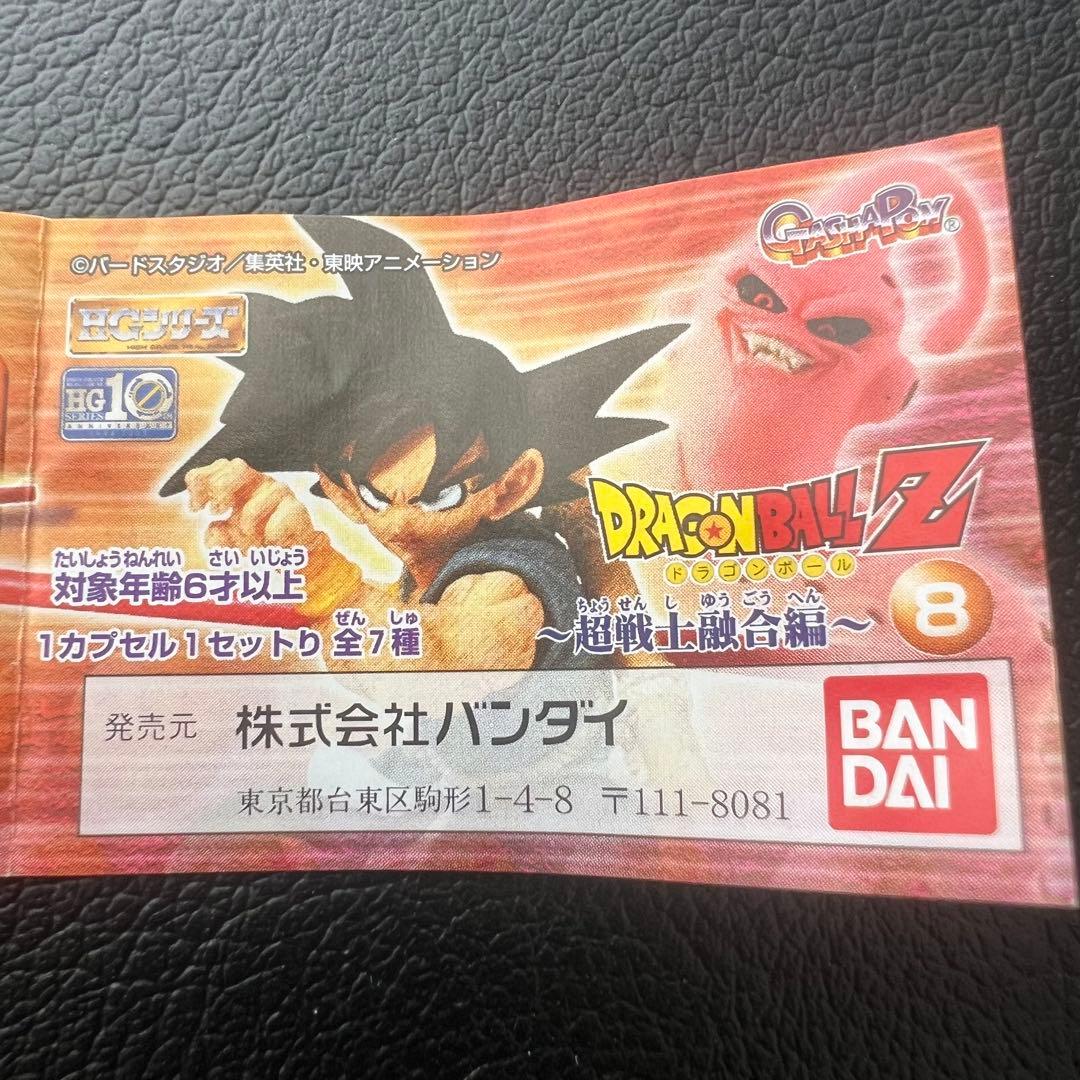 GASHAPON®
©バードスタジオ／集英社・東映アニメーション
HGシリーズ
HG 10
SERIES th
ANNIVERSARY
DRAGONBALL Z
ドラゴンボール
たいしょうねんれい さい いじょう
対象年齢6才以上
ちょう せん し ゆう ごう へん
～超戦士融合編～ 8
ぜん しゅ
1カプセル1セット入り 全7種
発売元 株式会社バンダイ
東京都台東区駒形1-4-8 〒111-8081
BAN
DAI